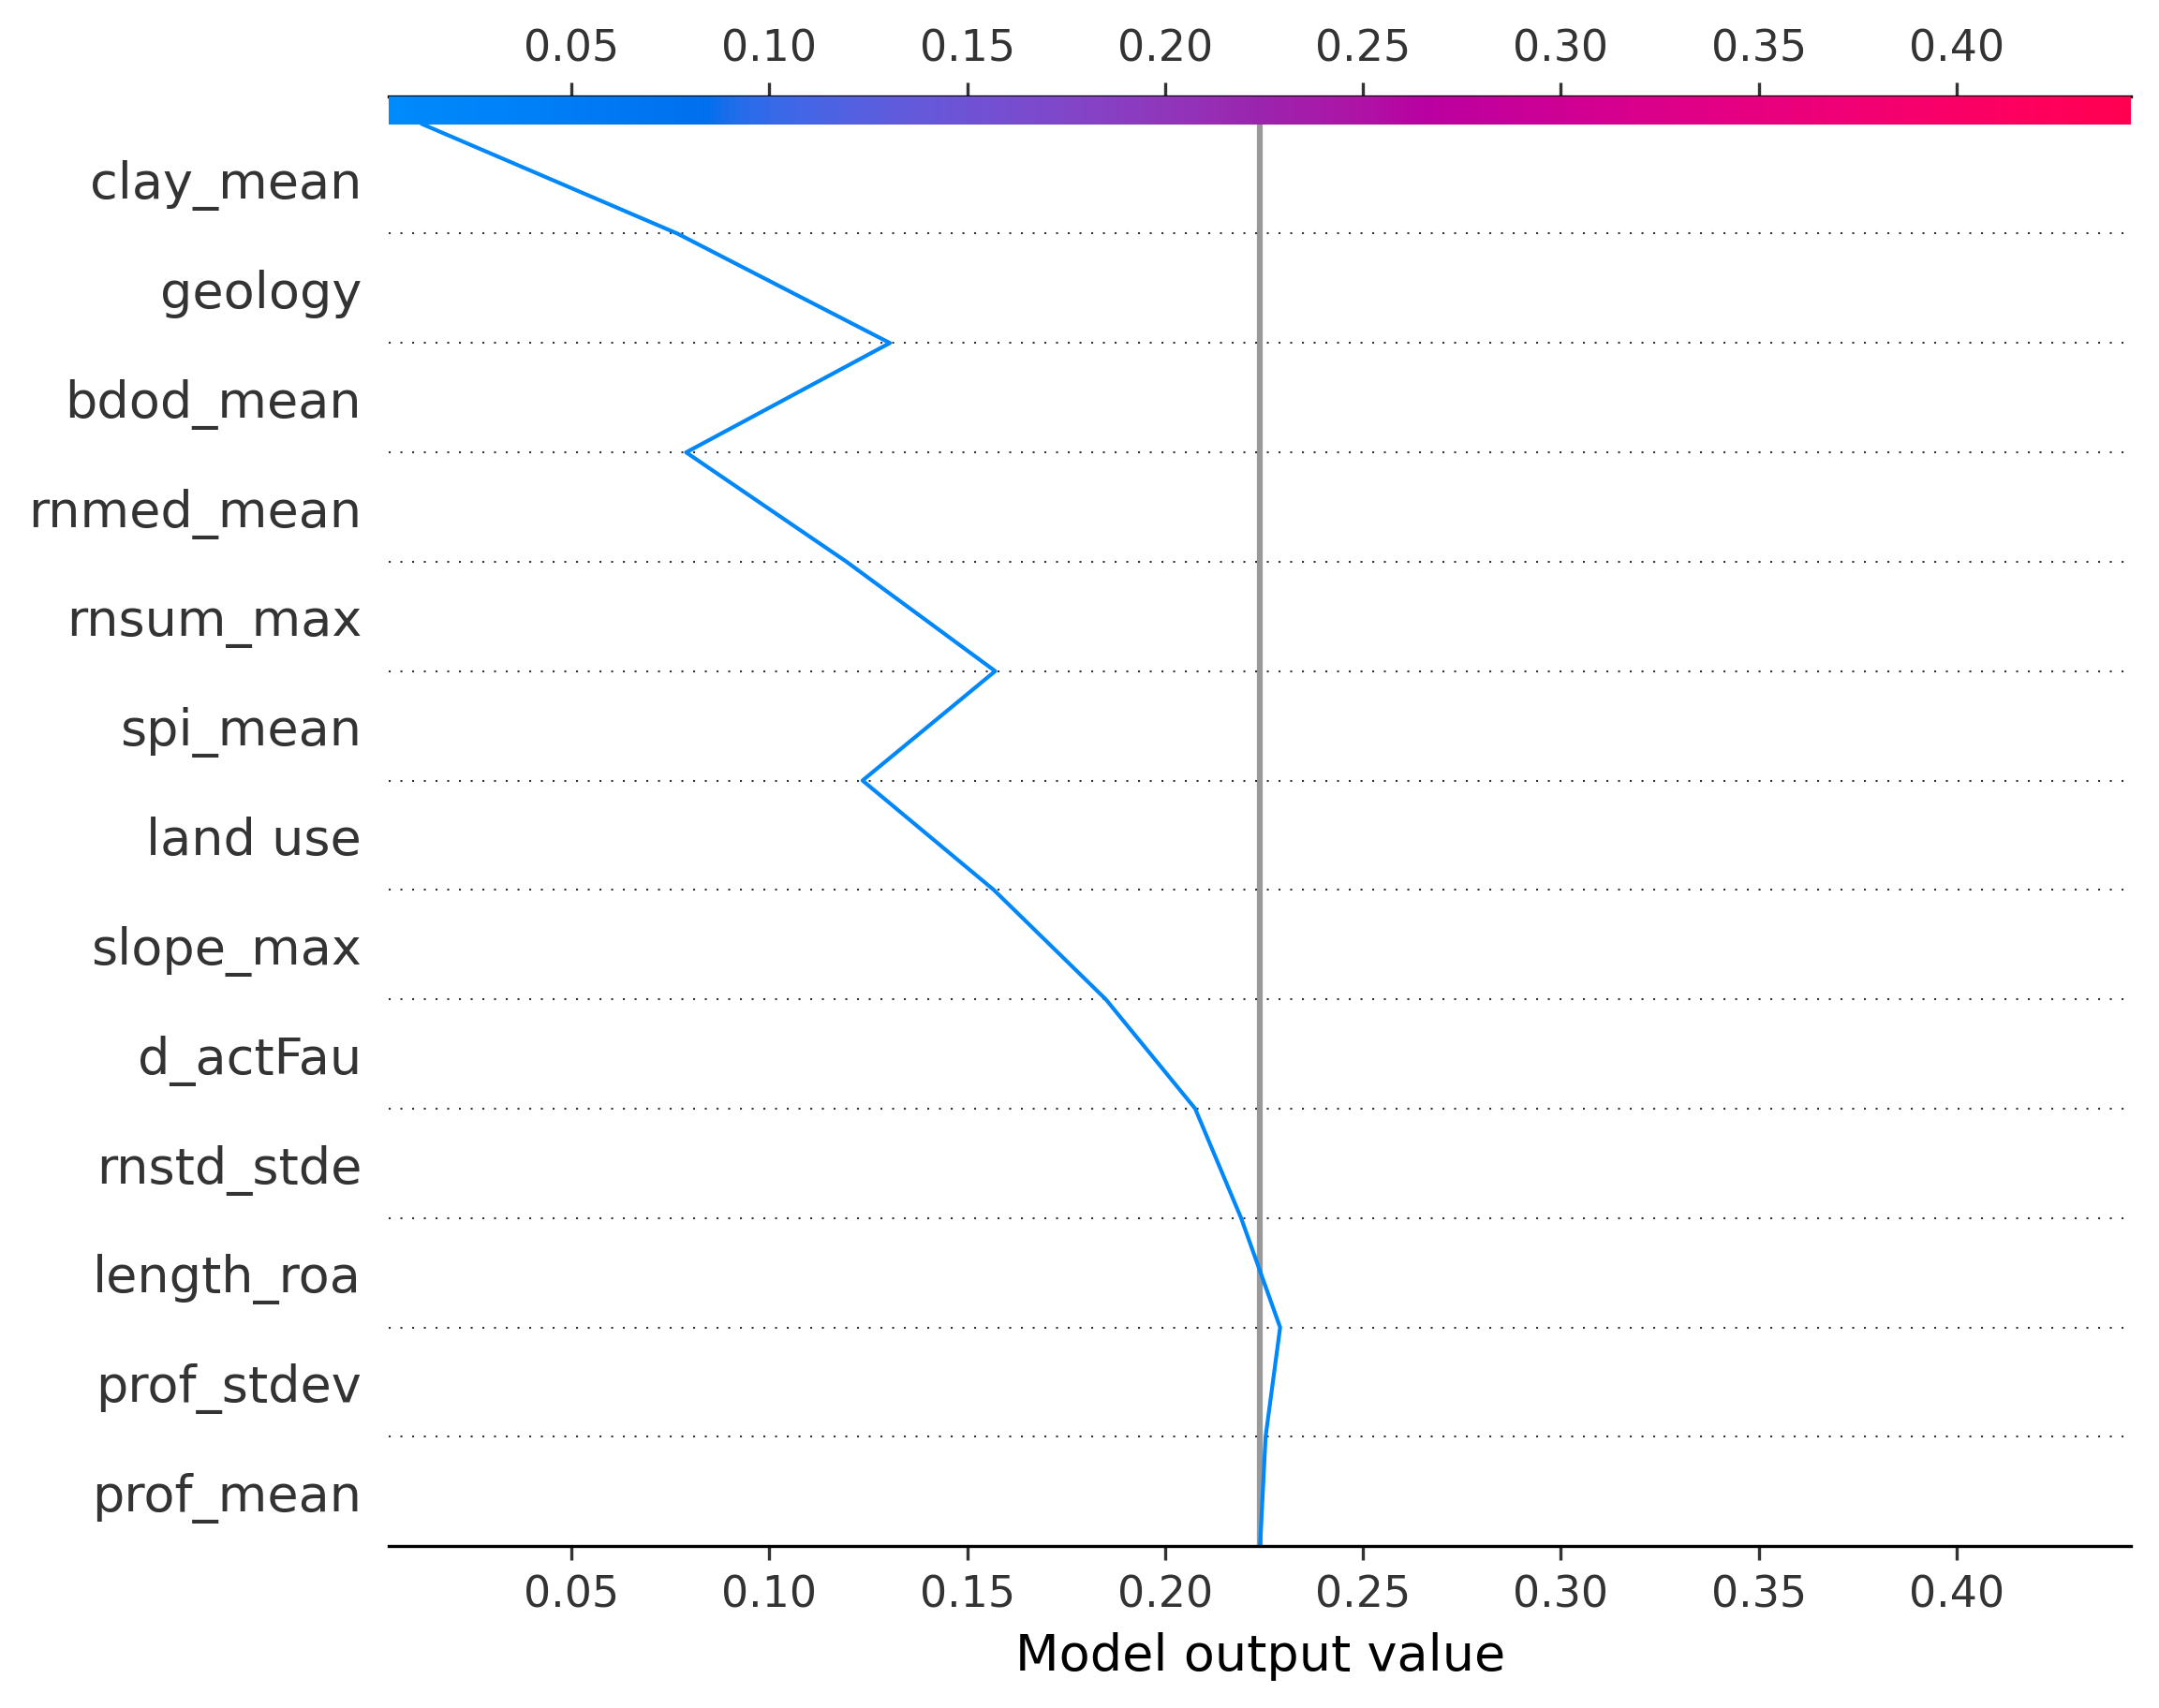 0.05 0.10 0.15 0.20 0.25 0.30 0.35 0.40
clay_mean
geology
bdod_mean
rnmed_mean
rnsum_max
spi_mean
land use
slope_max
d_actFau
rnstd_stde
length_roa
prof_stdev
prof_mean
0.05 0.10 0.15 0.20 0.25 0.30 0.35 0.40
Model output value